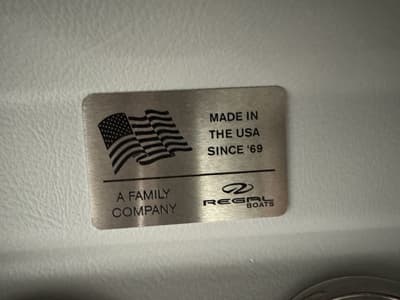 MADE IN
THE USA
SINCE '69
A FAMILY
COMPANY
REGAL
BOATS